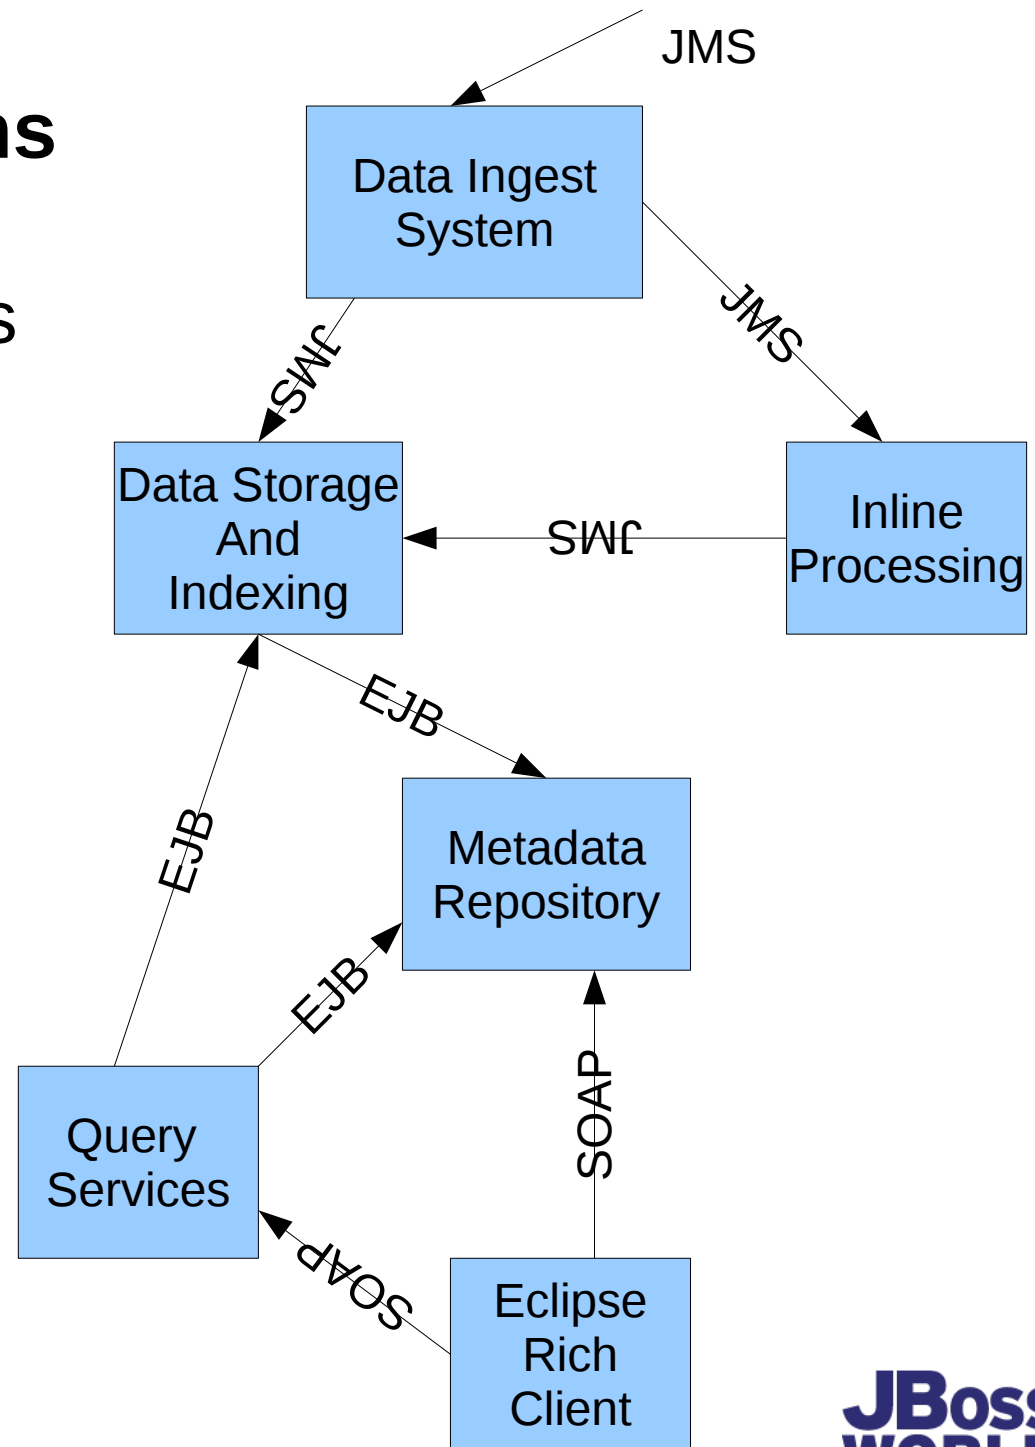 JMS
Data Ingest
System
JMS
JMS
Data Storage
And
Indexing
JMS
Inline
Processing
EJB
EJB
Metadata
Repository
EJB
SOAP
Query
Services
SOAP
Eclipse
Rich
Client
JBoss